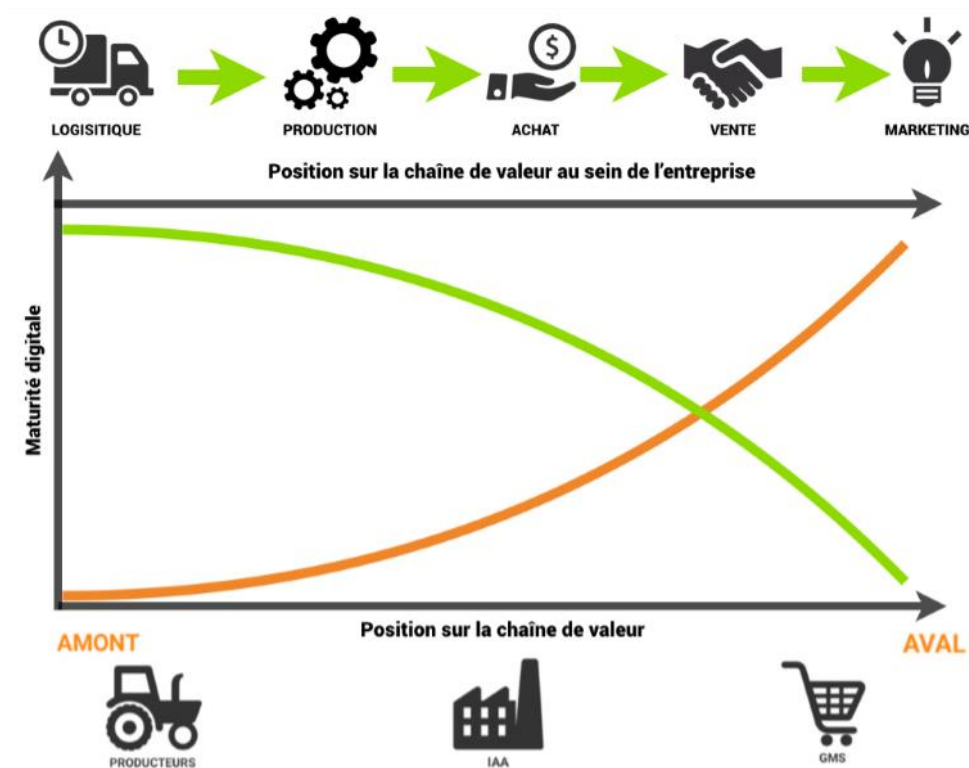 LOGISITIQUE
PRODUCTION
ACHAT
VENTE
MARKETING
$
Position sur la chaîne de valeur au sein de l'entreprise
Maturité digitale
Position sur la chaîne de valeur
AMONT
AVAL
PRODUCTEURS
IAA
GMS